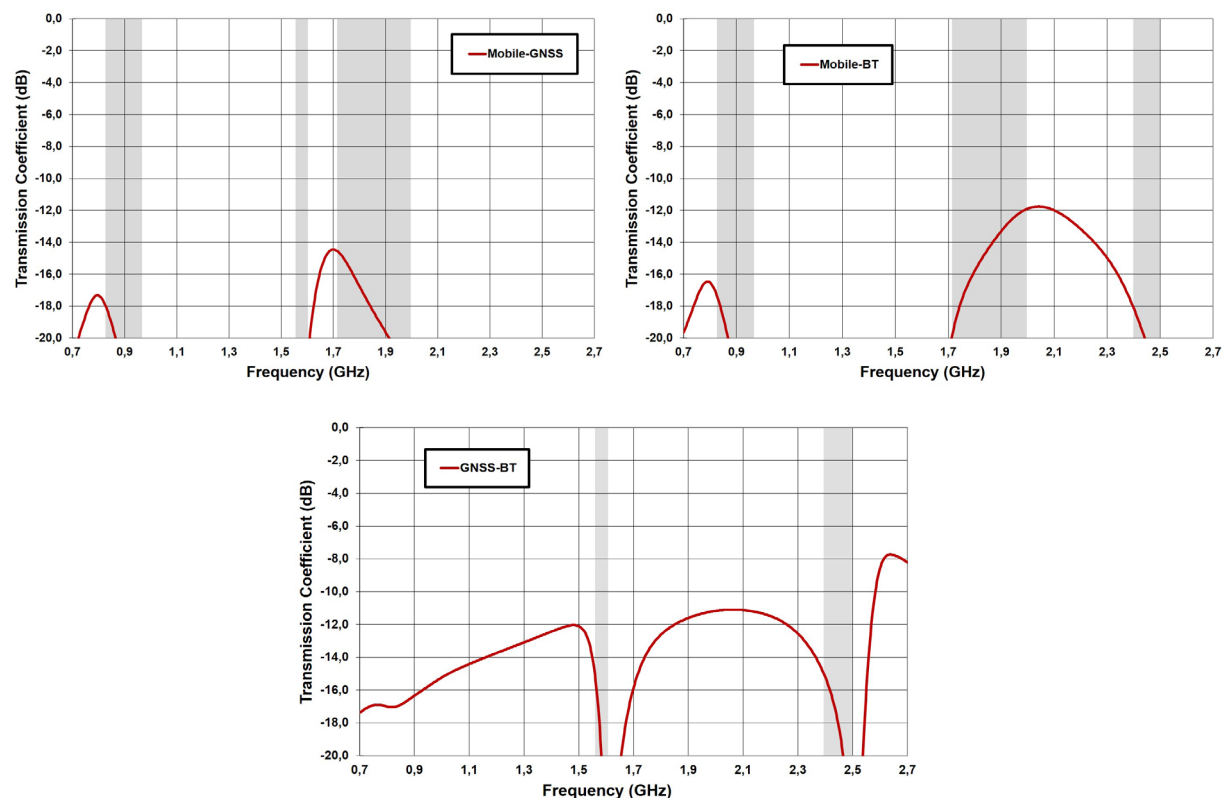 Transmission Coefficient (dB)
0,0
-2,0
-4,0
-6,0
-8,0
-10,0
-12,0
-14,0
-16,0
-18,0
-20,0
Mobile-GNSS
0,7 0,9 1,1 1,3 1,5 1,7 1,9 2,1 2,3 2,5 2,7
Frequency (GHz)
Transmission Coefficient (dB)
0,0
-2,0
-4,0
-6,0
-8,0
-10,0
-12,0
-14,0
-16,0
-18,0
-20,0
Mobile-BT
0,7 0,9 1,1 1,3 1,5 1,7 1,9 2,1 2,3 2,5 2,7
Frequency (GHz)
Transmission Coefficient (dB)
0,0
-2,0
-4,0
-6,0
-8,0
-10,0
-12,0
-14,0
-16,0
-18,0
-20,0
GNSS-BT
0,7 0,9 1,1 1,3 1,5 1,7 1,9 2,1 2,3 2,5 2,7
Frequency (GHz)